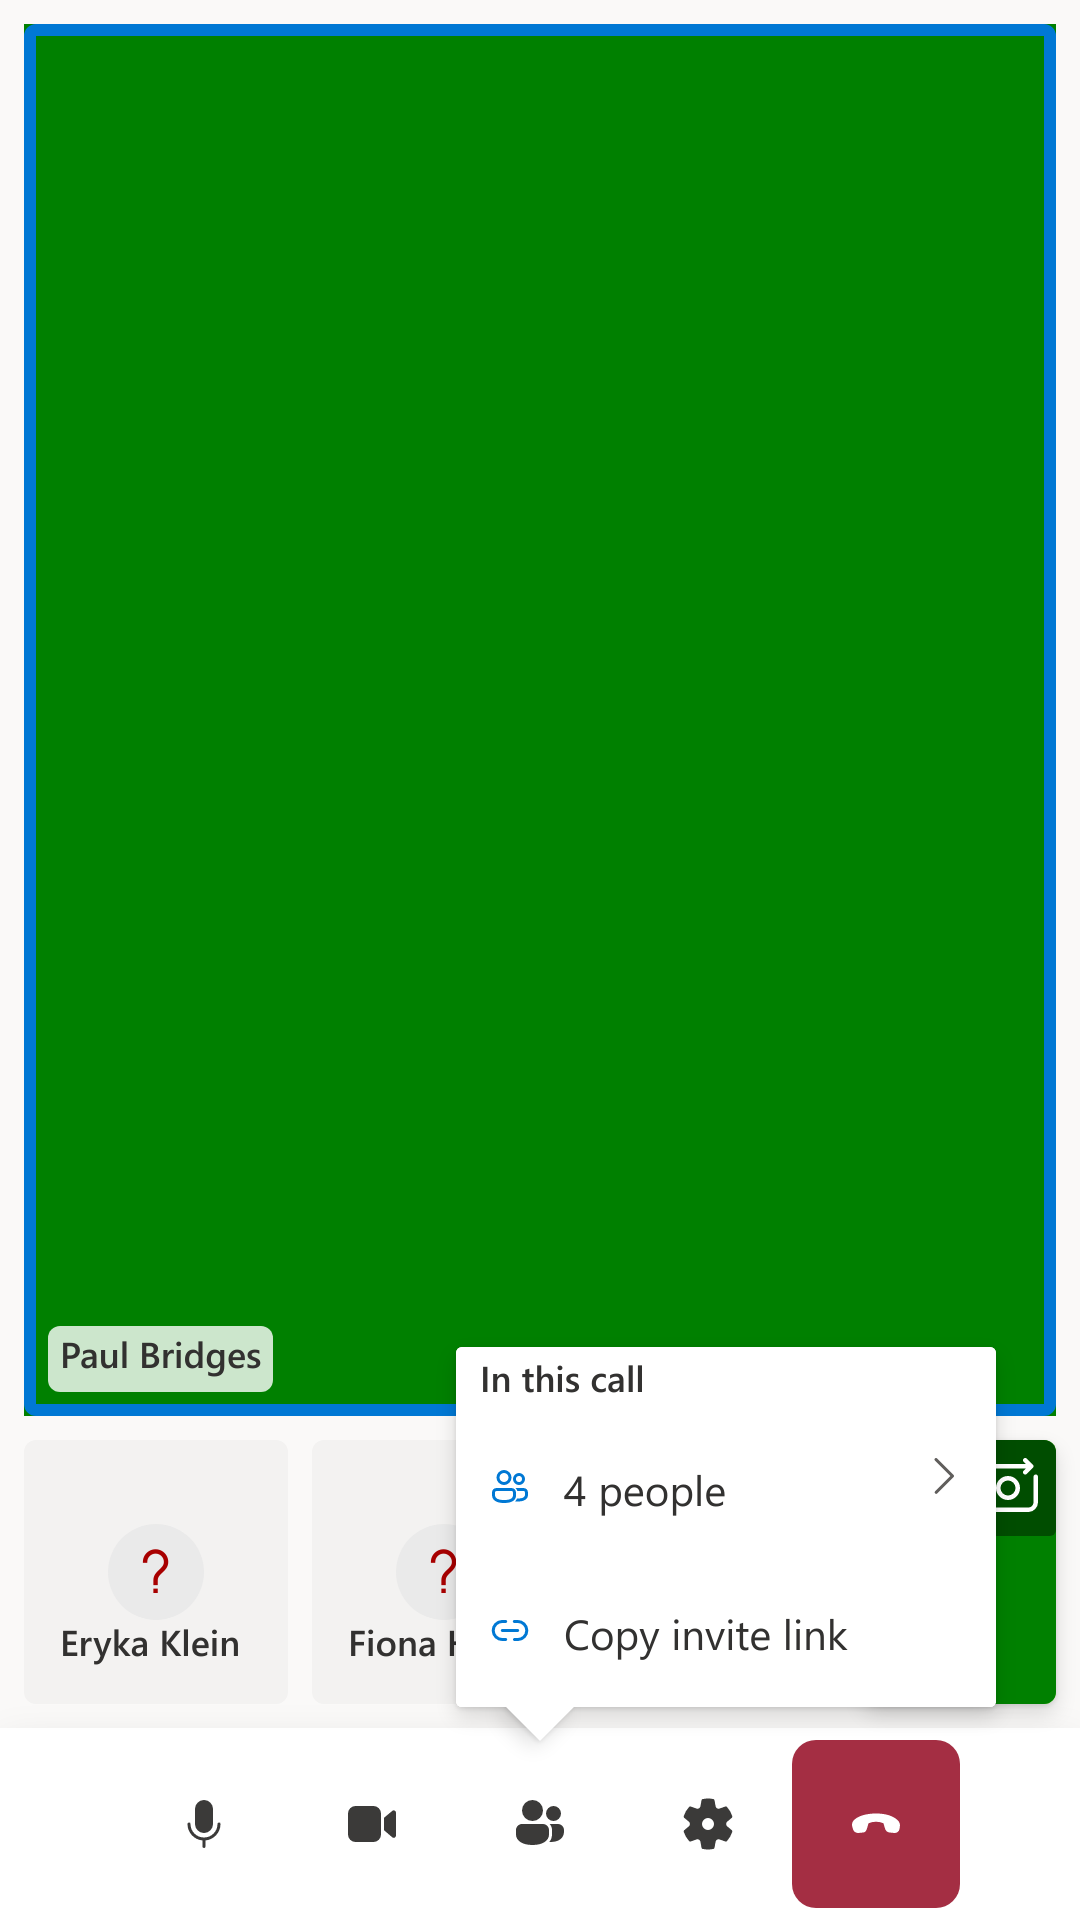 Paul Bridges
In this call
4 people
Copy invite link
?
Eryka Klein
?
Fiona